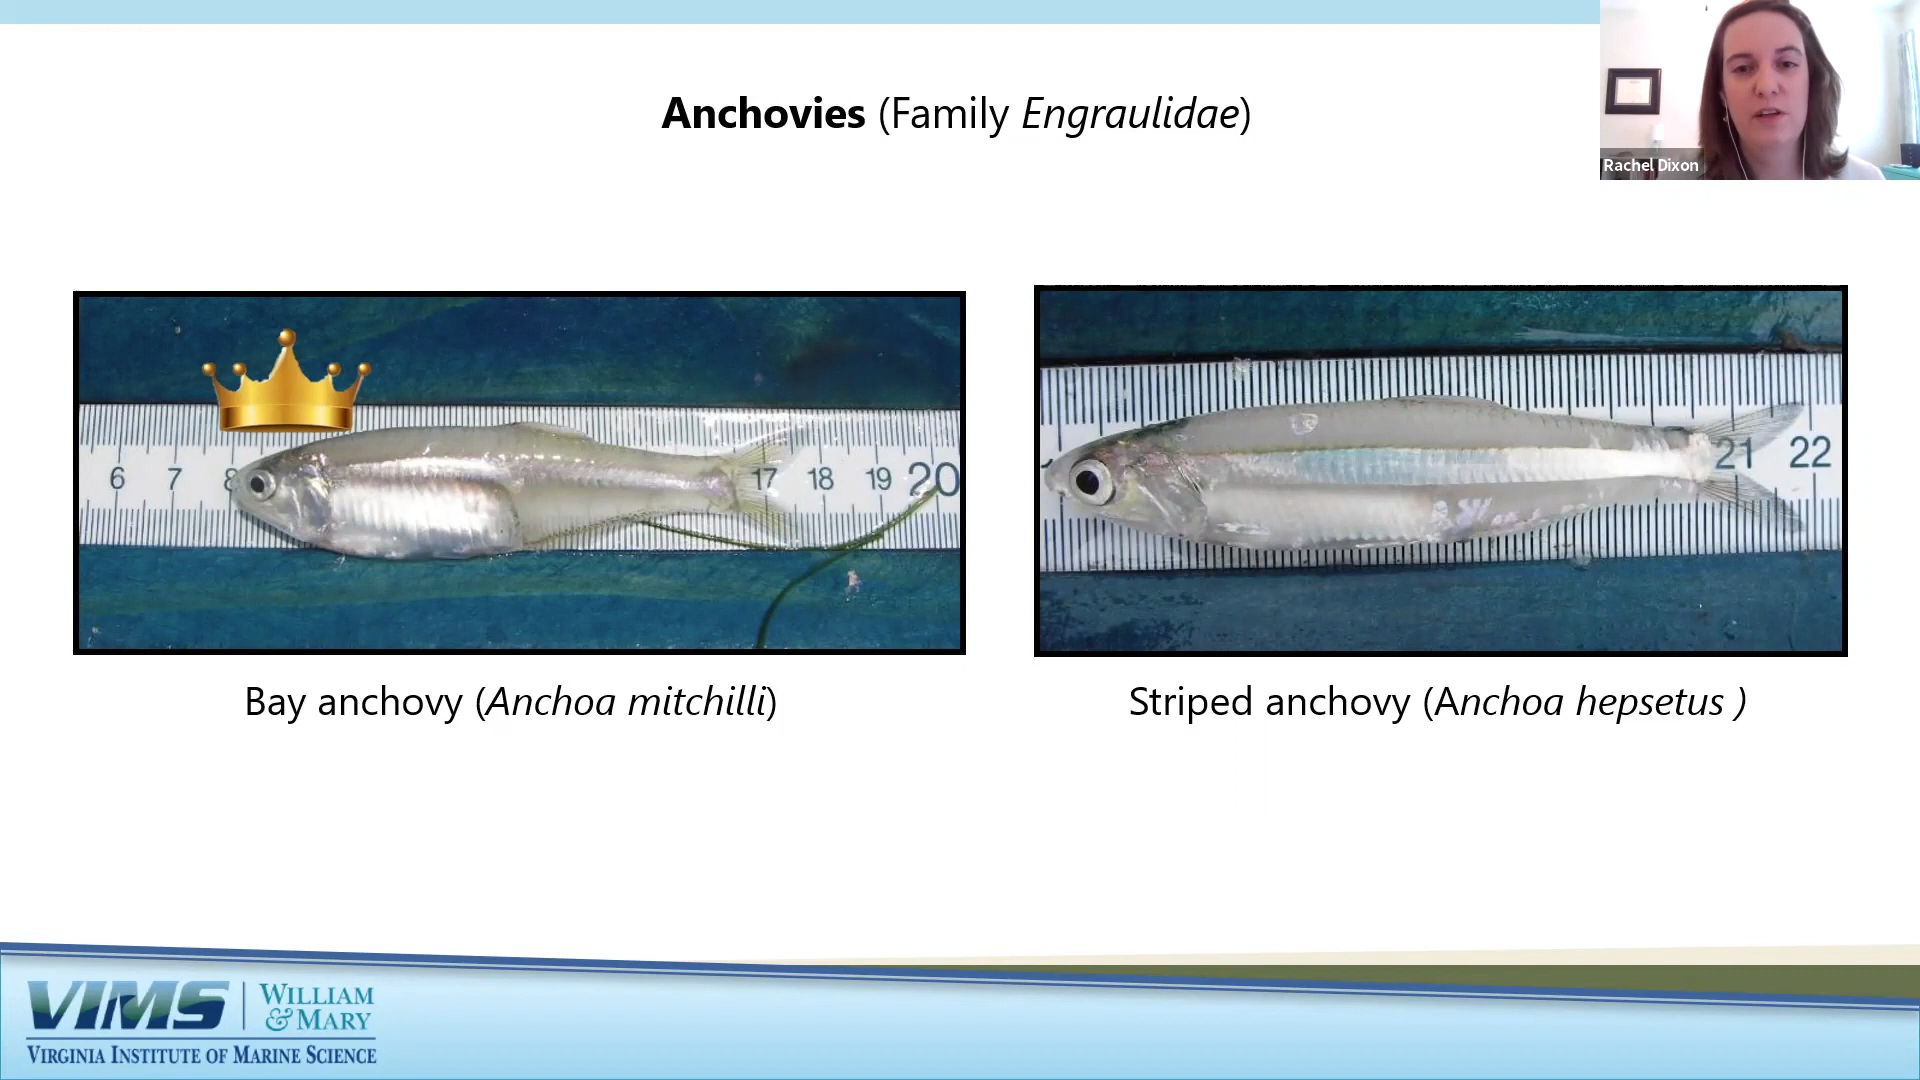 Anchovies (Family Engraulidae)
Rachel Dixon
6 7 8 17 18 19 20
21 22
Bay anchovy (Anchoa mitchilli)
Striped anchovy (Anchoa hepsetus )
VIMS
WILLIAM
& MARY
VIRGINIA INSTITUTE OF MARINE SCIENCE